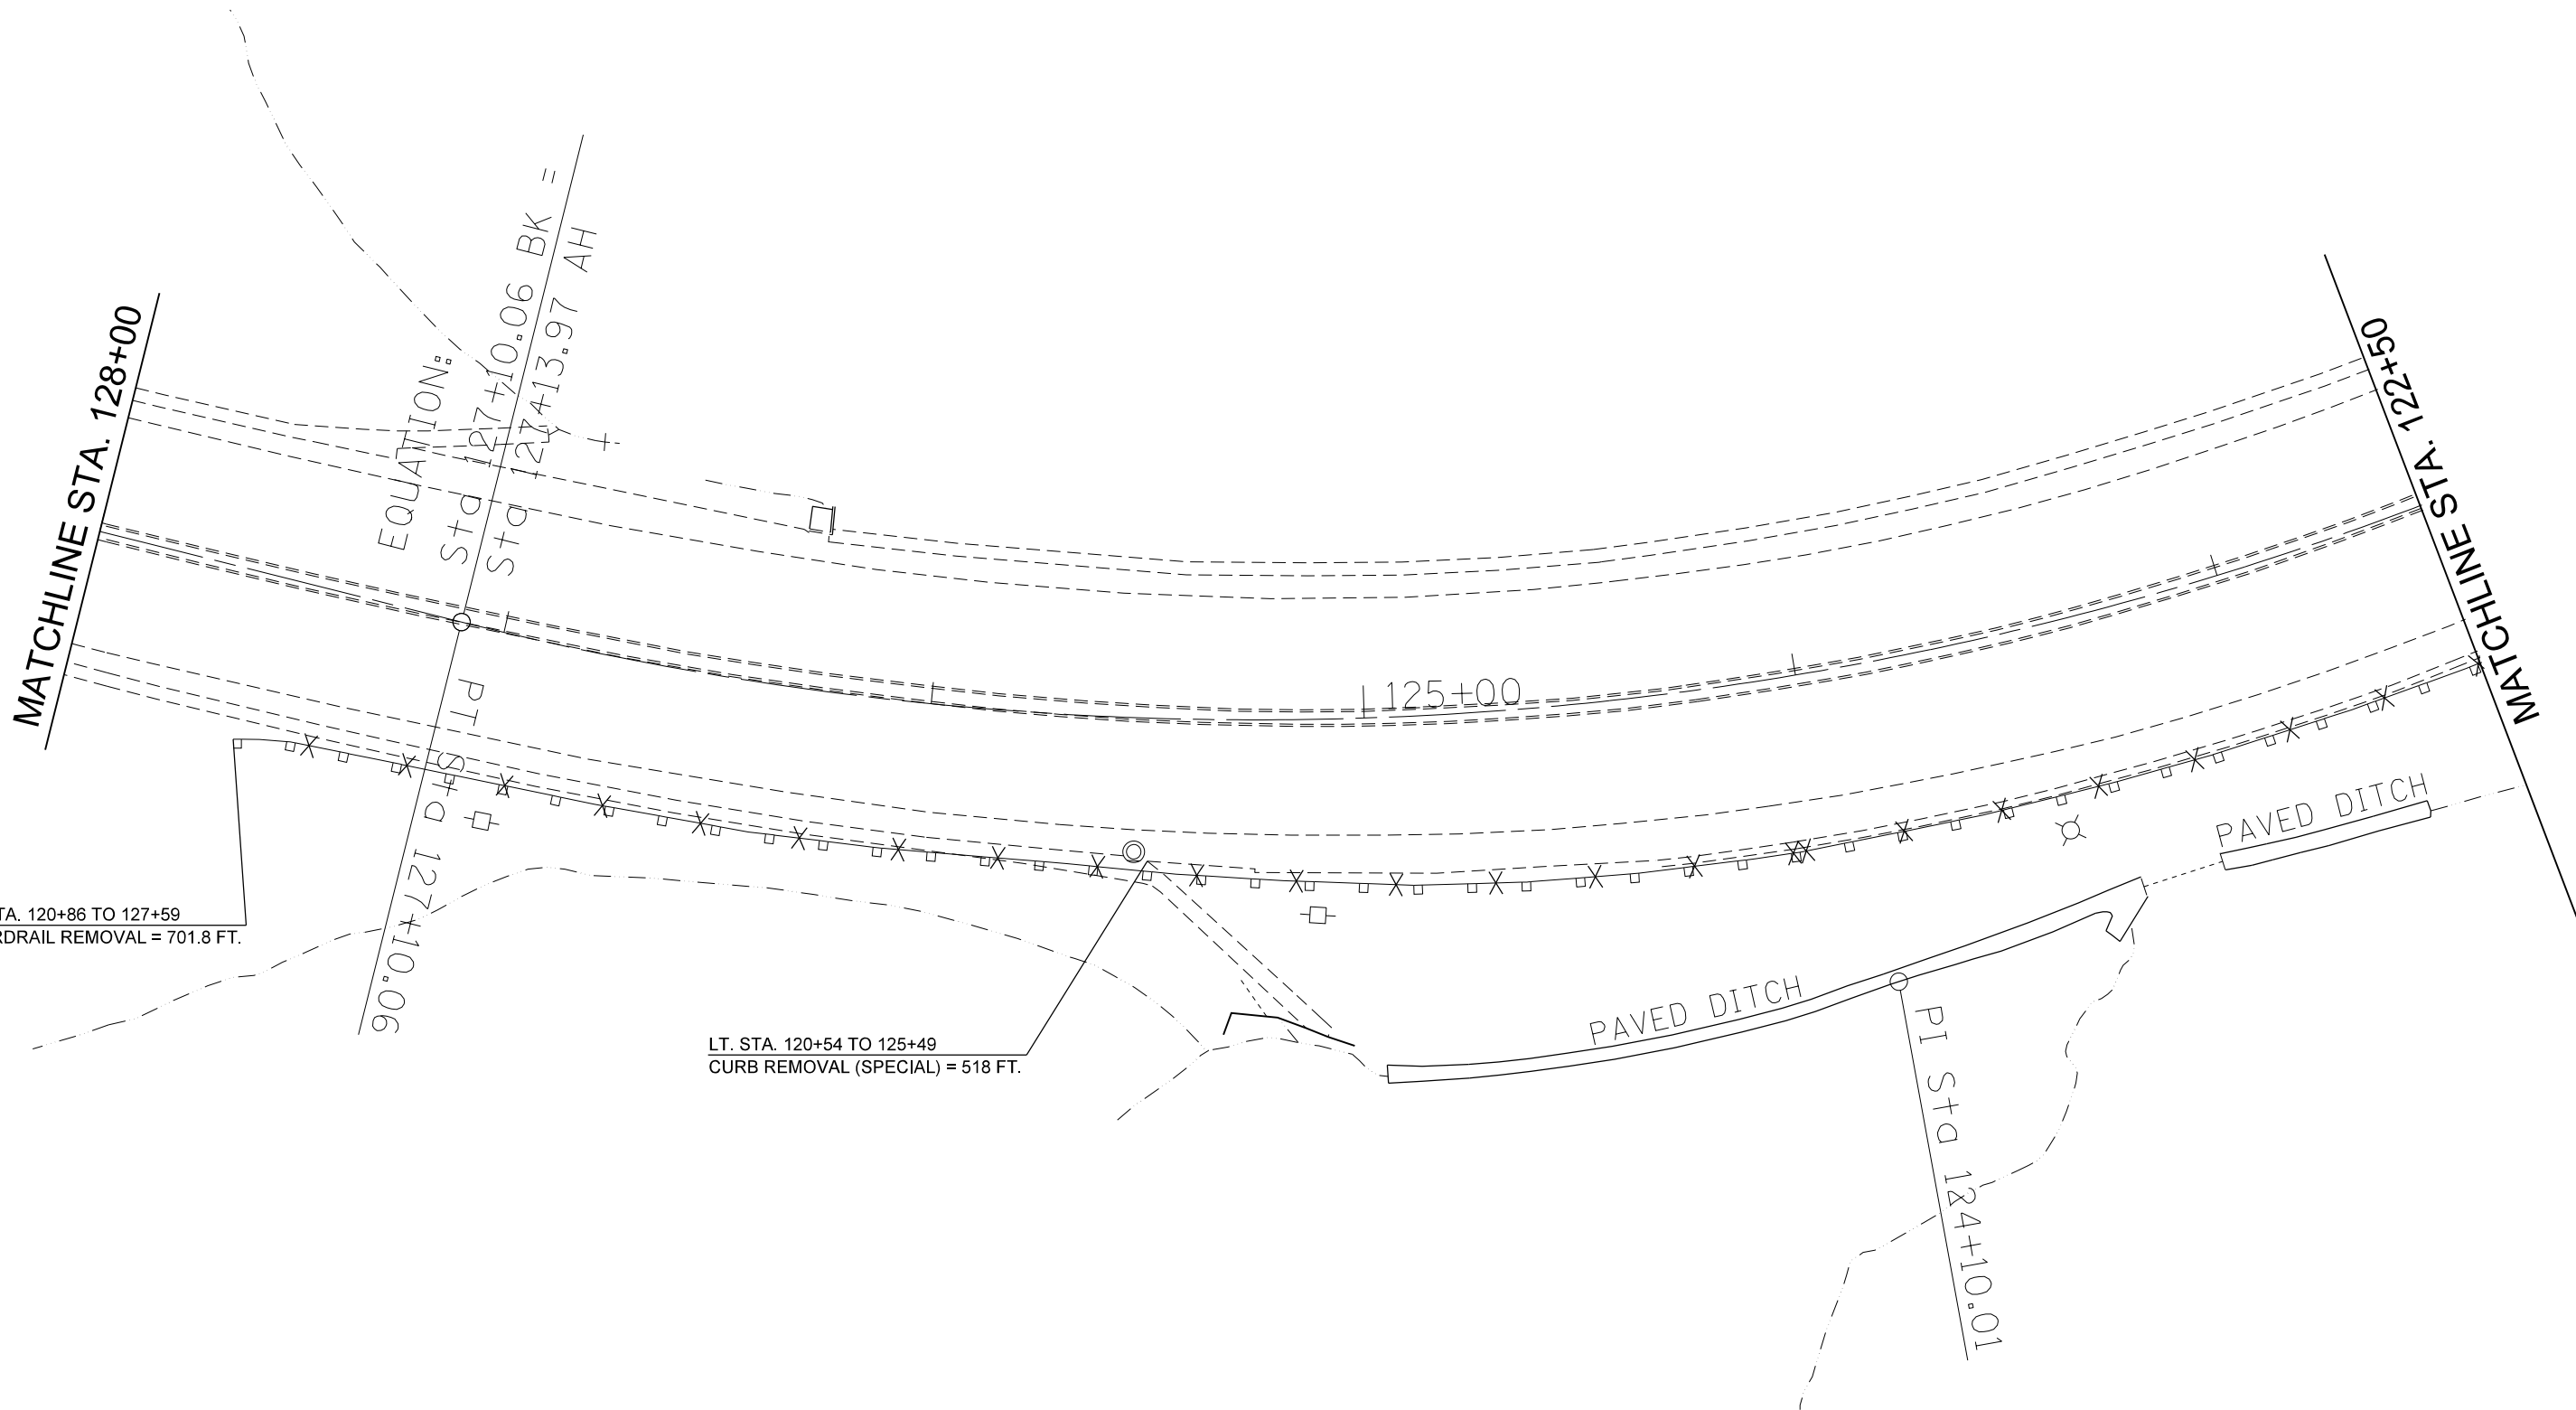 MATCHLINE STA. 128+00
EQUATION:
Sta 127+10.06 BK =
Sta 127+13.97 AH
PT Sta 127+10.06
125+00
MATCHLINE STA. 122+50
MATCHLINE
PAVED DITCH
PAVED DITCH
PI Sta 124+10.01
TA. 120+86 TO 127+59
RDRAIL REMOVAL = 701.8 FT.
LT. STA. 120+54 TO 125+49
CURB REMOVAL (SPECIAL) = 518 FT.